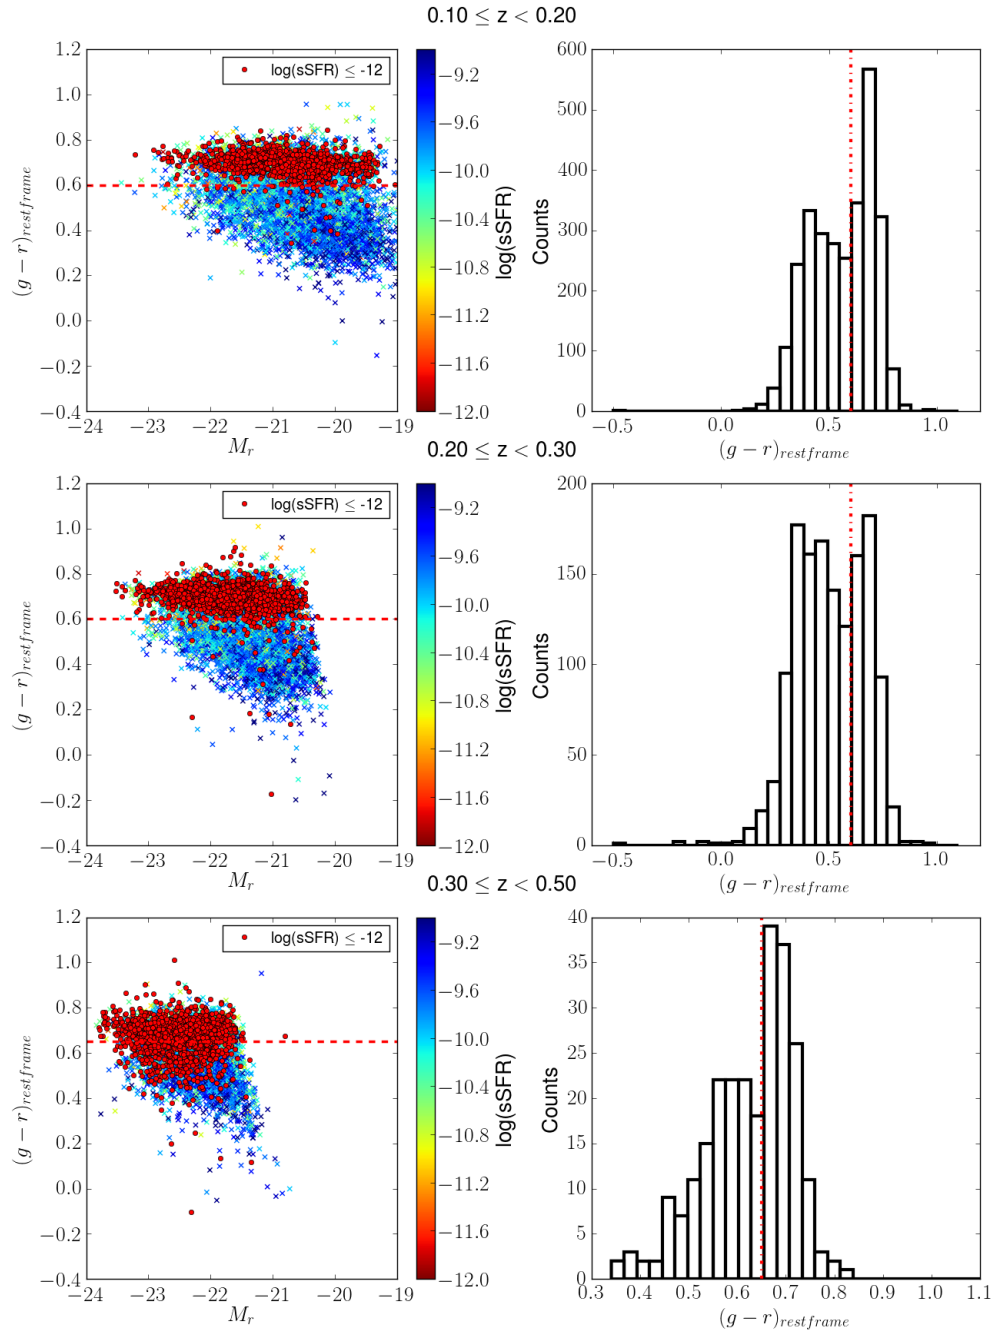 0.10 ≤ z < 0.20
1.2
1.0
0.8
0.6
0.4
0.2
0.0
−0.2
−0.4
(g − r)restframe
−24 −23 −22 −21 −20 −19
M_r
log(sSFR) ≤ -12
−9.2
−9.6
−10.0
−10.4
−10.8
−11.2
−11.6
−12.0
log(sSFR)
600
500
400
300
200
100
0
Counts
−0.5 0.0 0.5 1.0
(g − r)restframe
0.20 ≤ z < 0.30
1.2
1.0
0.8
0.6
0.4
0.2
0.0
−0.2
−0.4
(g − r)restframe
−24 −23 −22 −21 −20 −19
M_r
log(sSFR) ≤ -12
−9.2
−9.6
−10.0
−10.4
−10.8
−11.2
−11.6
−12.0
log(sSFR)
200
150
100
50
0
Counts
−0.5 0.0 0.5 1.0
(g − r)restframe
0.30 ≤ z < 0.50
1.2
1.0
0.8
0.6
0.4
0.2
0.0
−0.2
−0.4
(g − r)restframe
−24 −23 −22 −21 −20 −19
M_r
log(sSFR) ≤ -12
−9.2
−9.6
−10.0
−10.4
−10.8
−11.2
−11.6
−12.0
log(sSFR)
40
35
30
25
20
15
10
5
0
Counts
0.3 0.4 0.5 0.6 0.7 0.8 0.9 1.0 1.1
(g − r)restframe